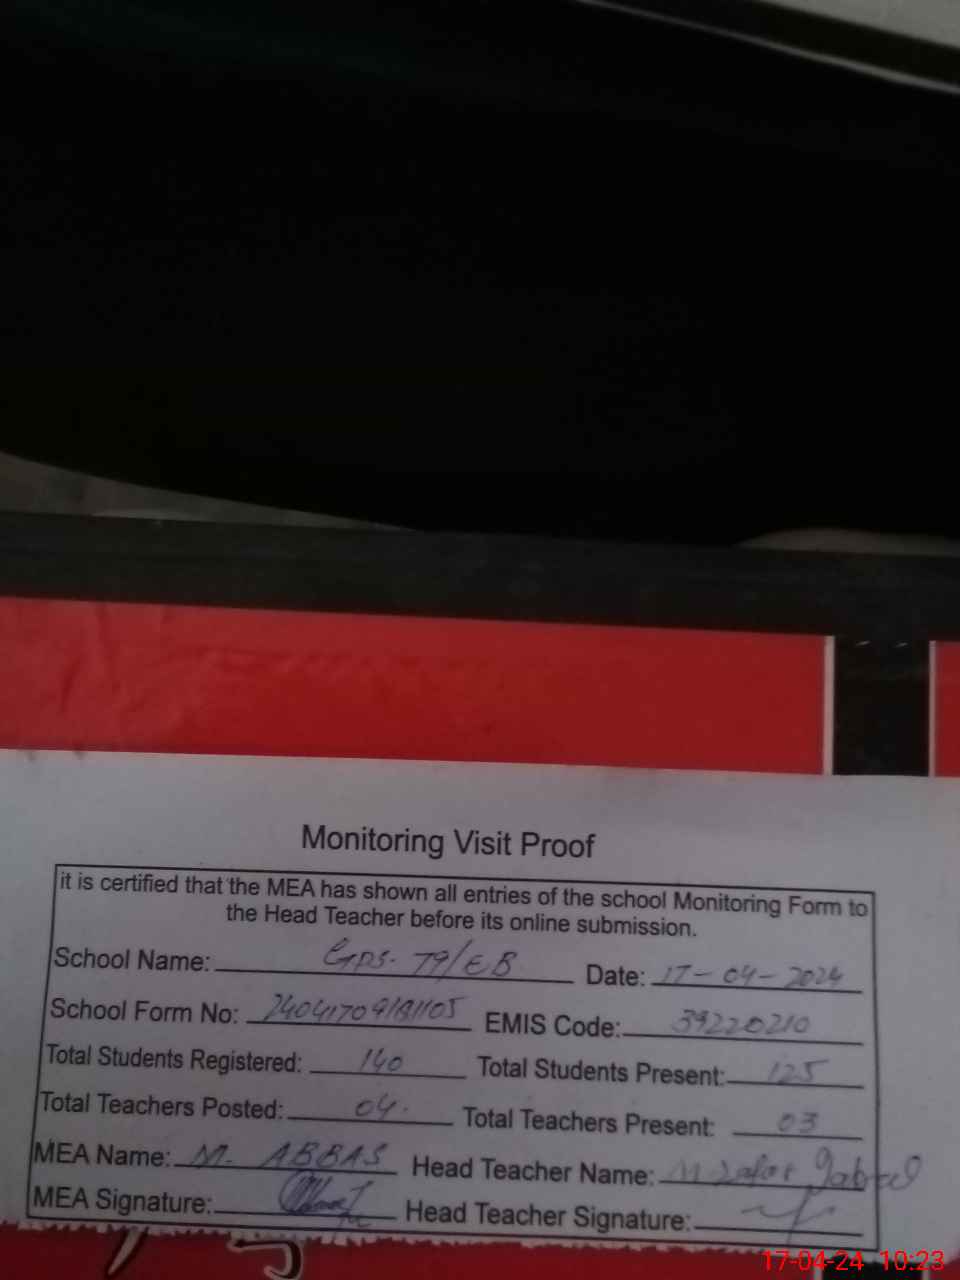 Monitoring Visit Proof
it is certified that the MEA has shown all entries of the school Monitoring Form to
the Head Teacher before its online submission.
School Name: GPS. 79/EB Date: 17-04-2024
School Form No: EMIS Code: 39220210
Total Students Registered: 140 Total Students Present: 125
Total Teachers Posted: 04. Total Teachers Present: 03
MEA Name: M. ABBAS Head Teacher Name: M Zafar
MEA Signature: Head Teacher Signature:
17-04-24 10:23